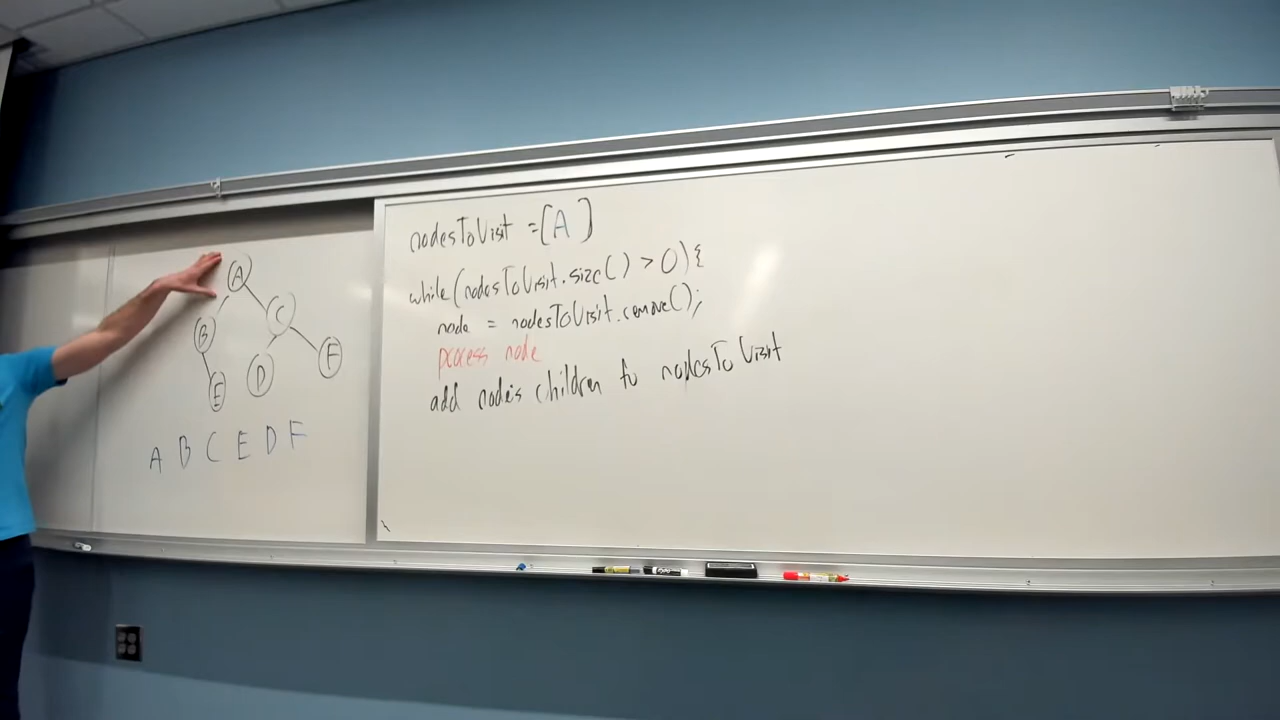 A
B C
E D F
A B C E D F
nodesToVisit = [A]
while(nodesToVisit.size() > 0){
node = nodesToVisit.remove();
process node
add node's children to nodesToVisit